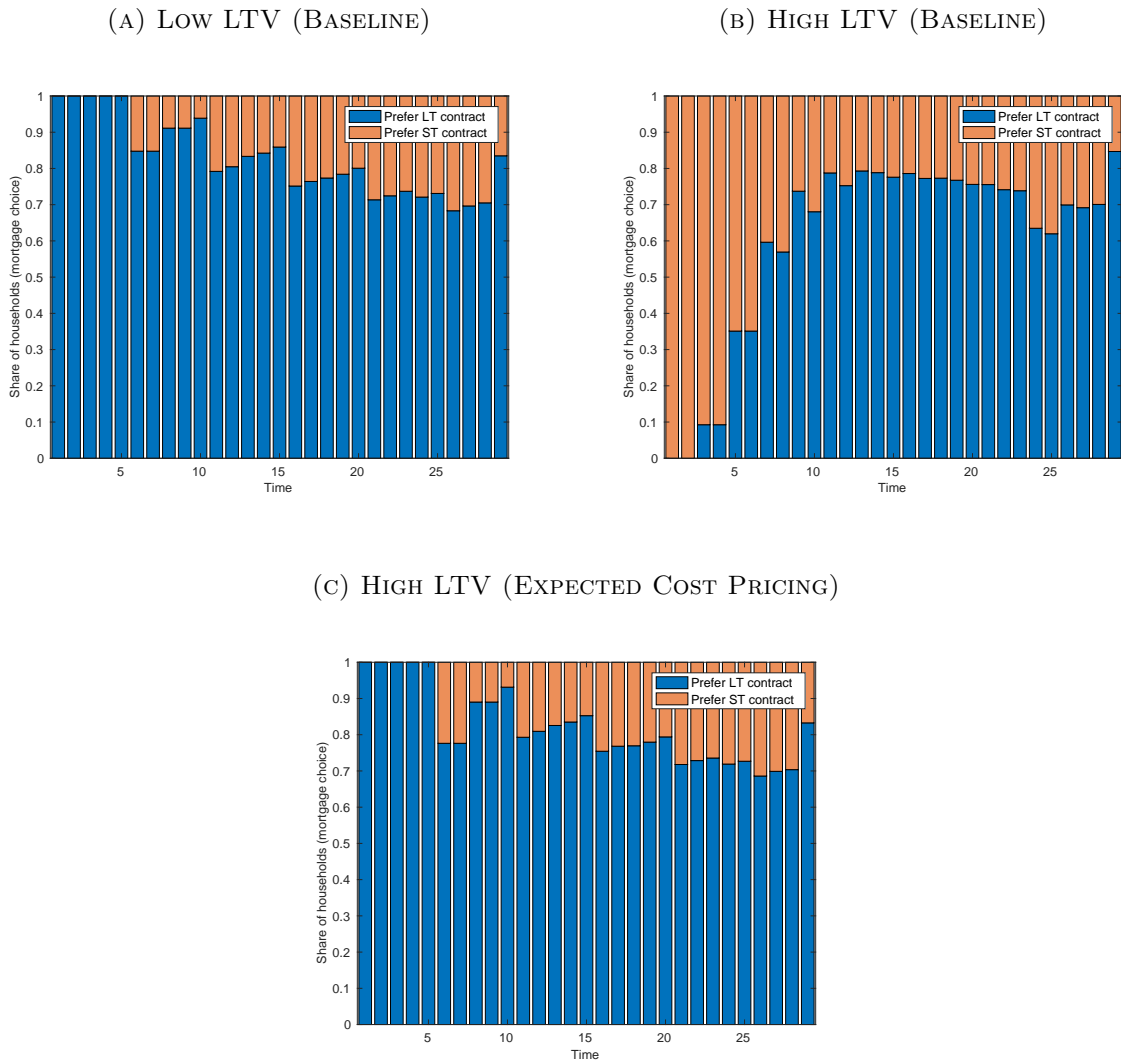 (A) Low LTV (Baseline)
1
0.9
0.8
0.7
0.6
0.5
0.4
0.3
0.2
0.1
0
Share of households (mortgage choice)
Prefer LT contract
Prefer ST contract
5 10 15 20 25
Time
(B) High LTV (Baseline)
1
0.9
0.8
0.7
0.6
0.5
0.4
0.3
0.2
0.1
0
Share of households (mortgage choice)
Prefer LT contract
Prefer ST contract
5 10 15 20 25
Time
(C) High LTV (Expected Cost Pricing)
1
0.9
0.8
0.7
0.6
0.5
0.4
0.3
0.2
0.1
0
Share of households (mortgage choice)
Prefer LT contract
Prefer ST contract
5 10 15 20 25
Time